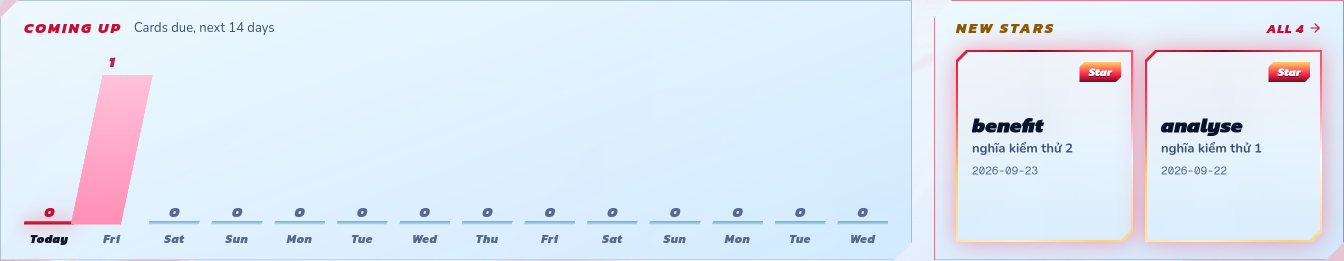 COMING UP Cards due, next 14 days
1
0 0 0 0 0 0 0 0 0 0 0 0 0
Today Fri Sat Sun Mon Tue Wed Thu Fri Sat Sun Mon Tue Wed
NEW STARS ALL 4 →
Star
benefit
nghĩa kiểm thử 2
2026-09-23
Star
analyse
nghĩa kiểm thử 1
2026-09-22